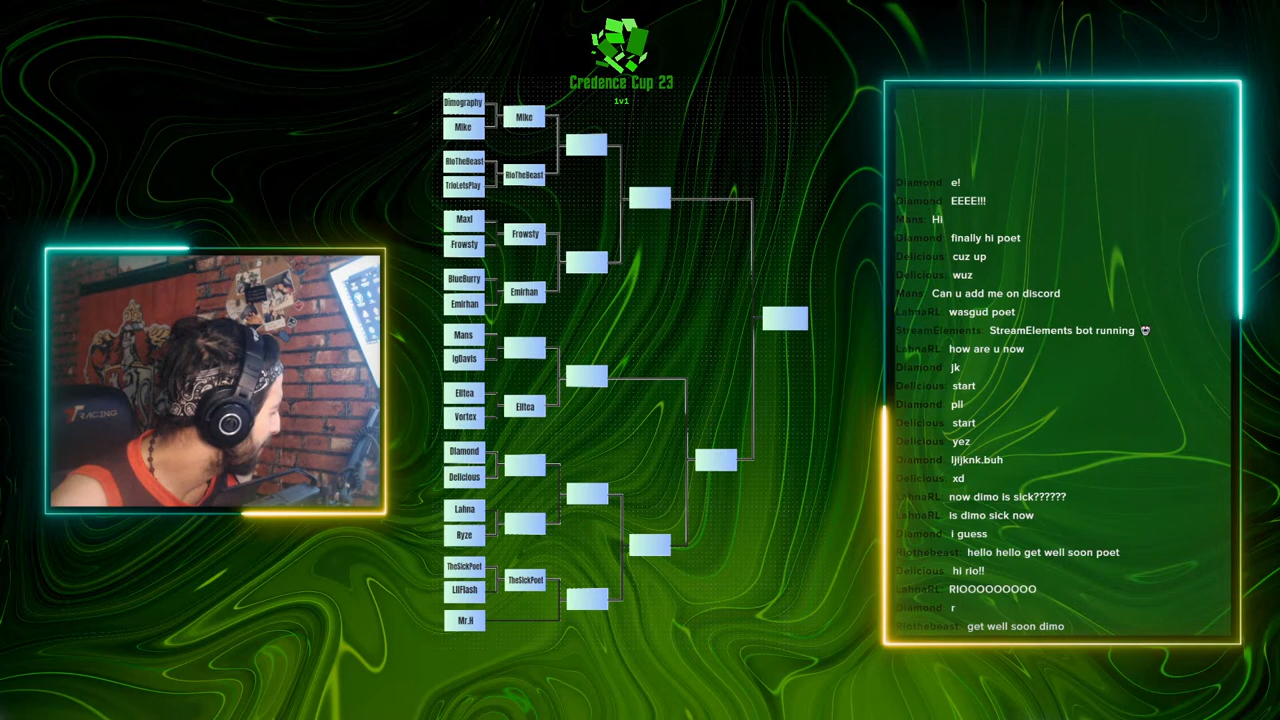 Credence Cup 23
1v1
Dimography
Mike
RioTheBeast
TrioLetsPlay
Maxi
Frowsty
BlueBurry
Emirhan
Mans
IgDavis
Elitea
Vortex
Diamond
Delicious
Lahna
Ryze
TheSickPoet
LilFlash
Mr.H
Mike
RioTheBeast
Frowsty
Emirhan
Elitea
TheSickPoet
RACING
Diamond: e!
Diamond: EEEE!!!
Mans: Hi
Diamond: finally hi poet
Delicious: cuz up
Delicious: wuz
Mans: Can u add me on discord
LahnaRL: wasgud poet
StreamElements: StreamElements bot running
LahnaRL: how are u now
Diamond: jk
Delicious: start
Diamond: pll
Delicious: start
Delicious: yez
Diamond: ljijknk.buh
Delicious: xd
LahnaRL: now dimo is sick??????
LahnaRL: is dimo sick now
Diamond: i guess
Riothebeast: hello hello get well soon poet
Delicious: hi rio!!
LahnaRL: RIOOOOOOOOO
Diamond: r
Riothebeast: get well soon dimo